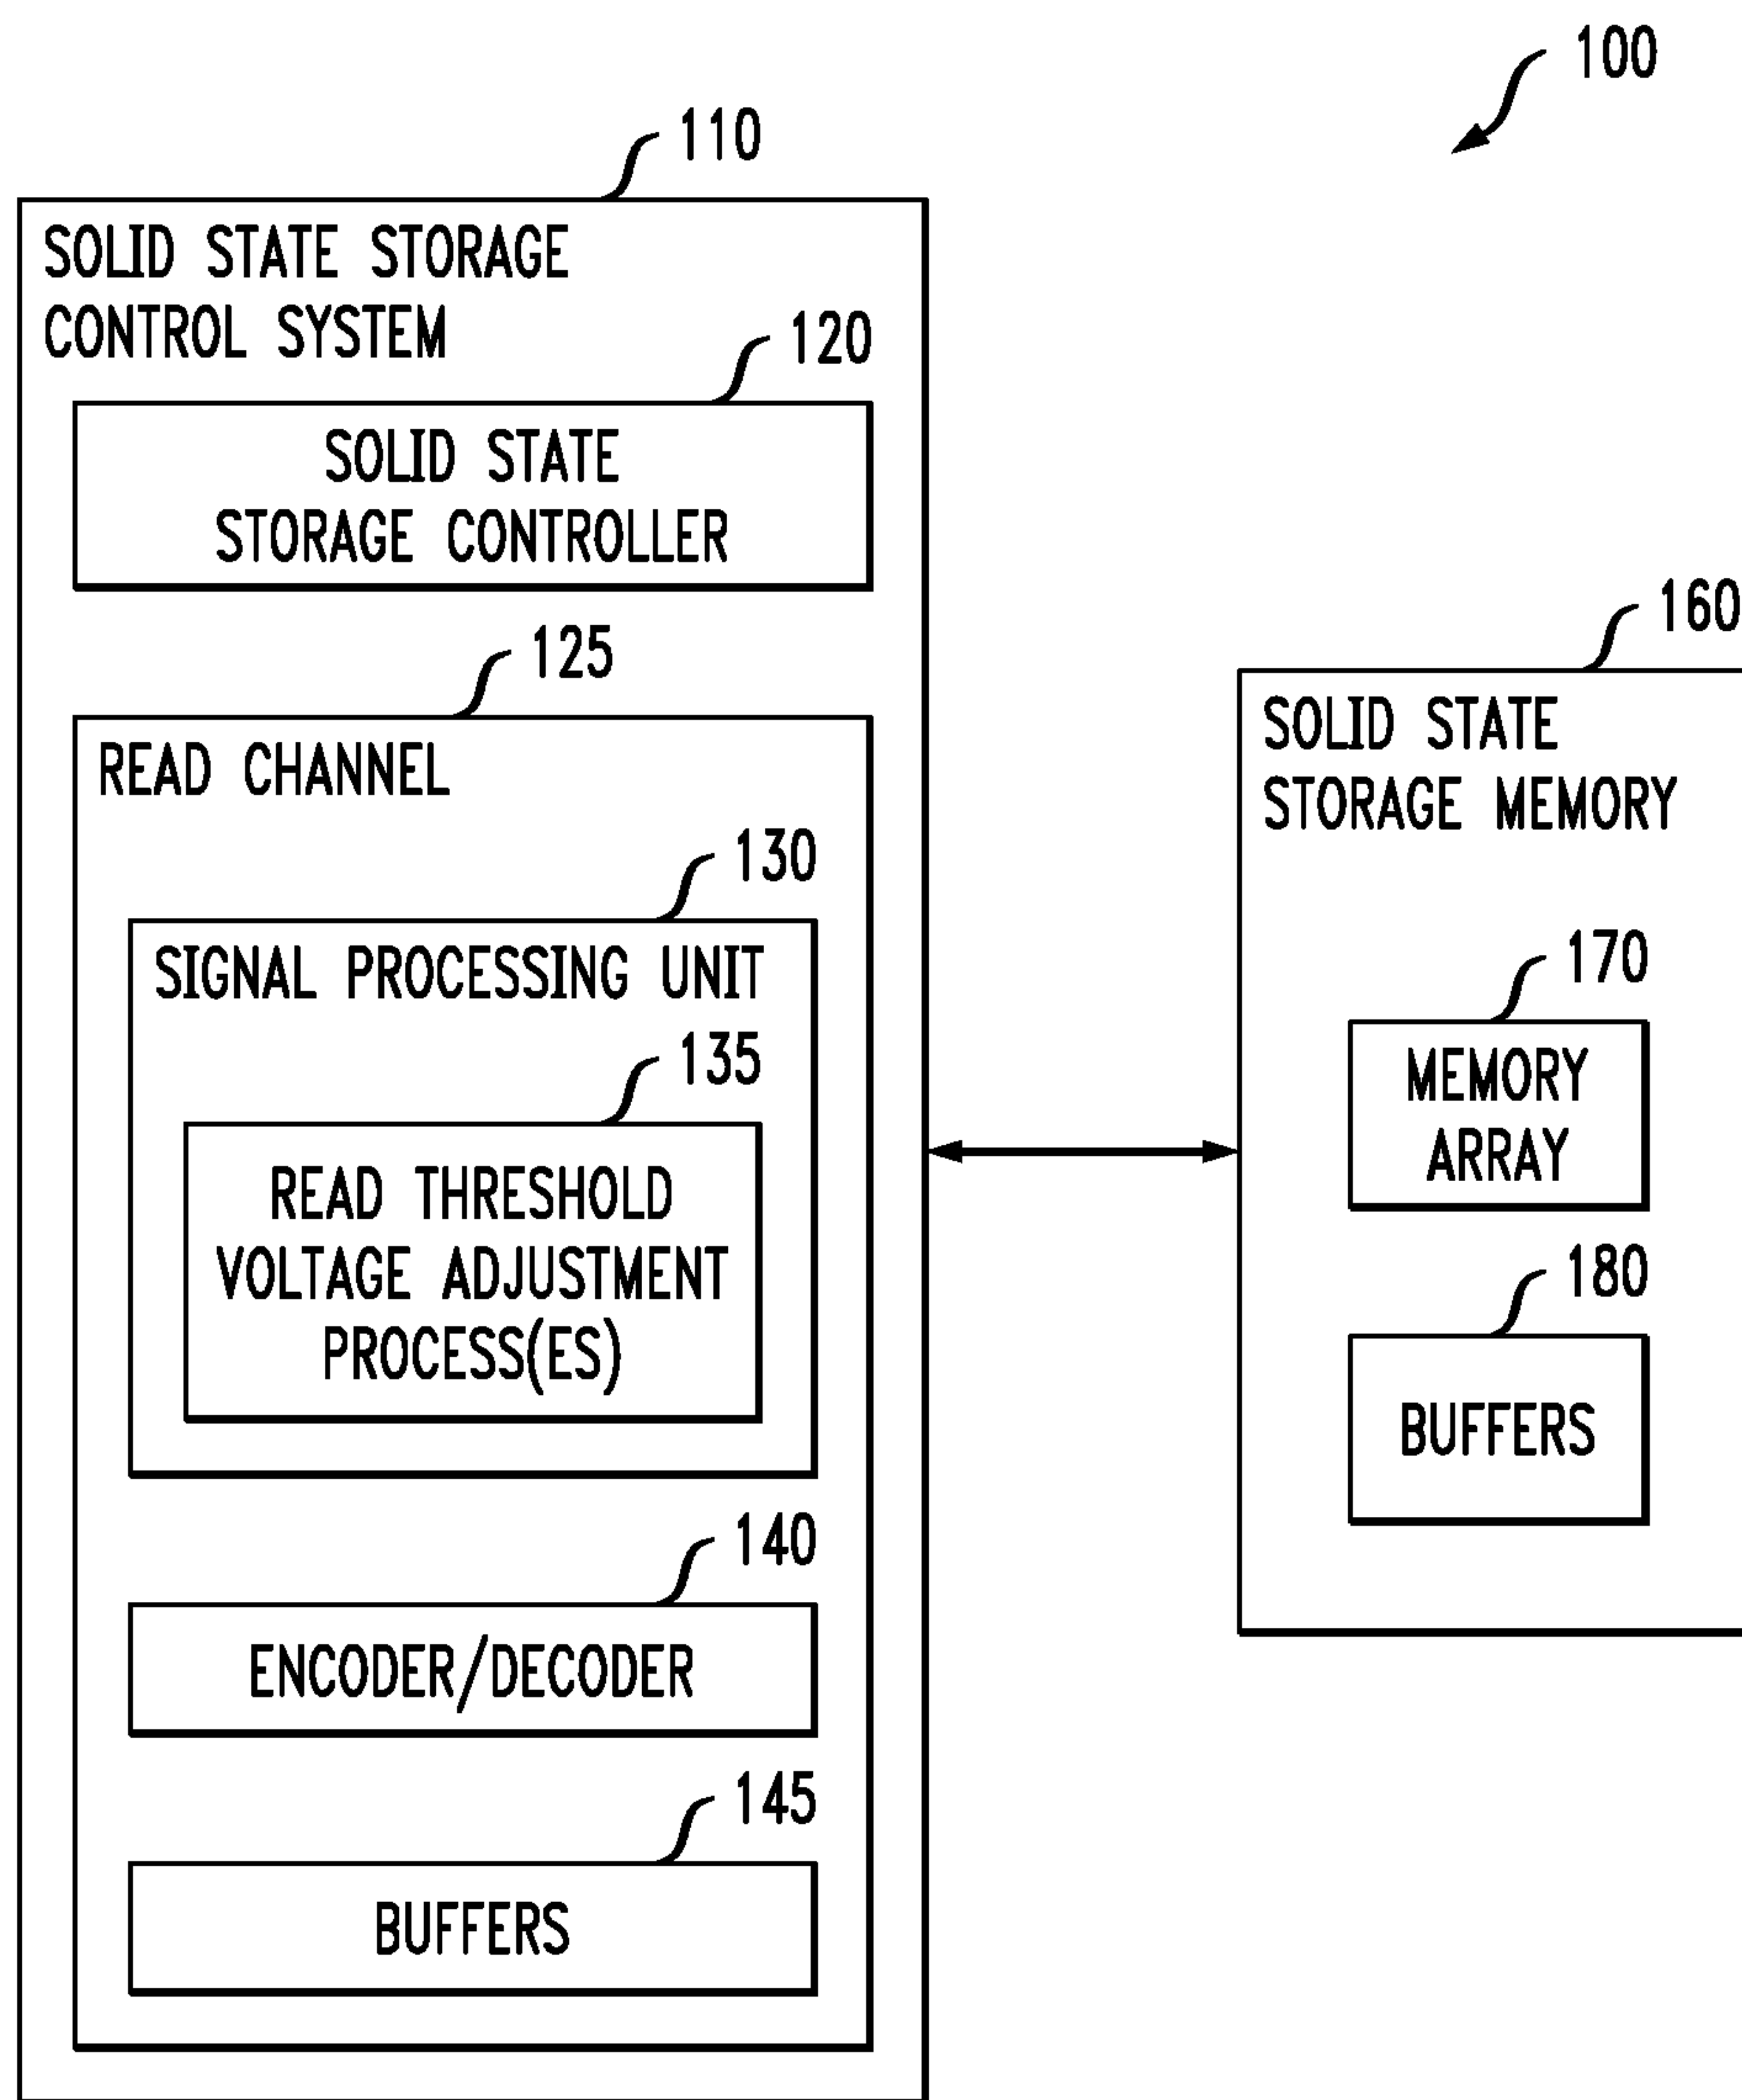 100
110
SOLID STATE STORAGE
CONTROL SYSTEM
120
SOLID STATE
STORAGE CONTROLLER
125
READ CHANNEL
130
SIGNAL PROCESSING UNIT
135
READ THRESHOLD
VOLTAGE ADJUSTMENT
PROCESS(ES)
140
ENCODER/DECODER
145
BUFFERS
160
SOLID STATE
STORAGE MEMORY
170
MEMORY
ARRAY
180
BUFFERS